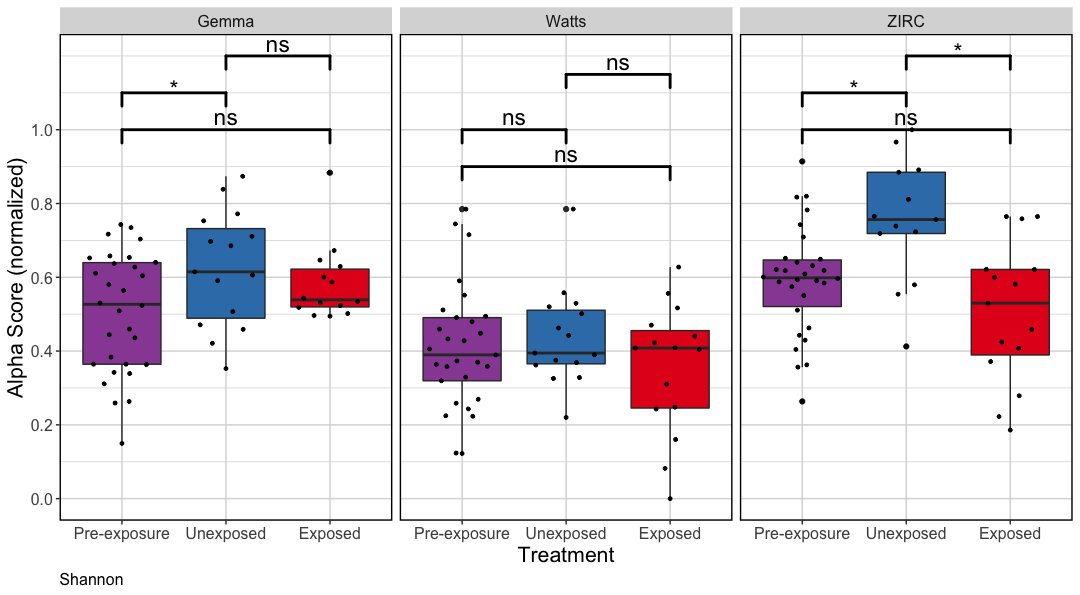 Gemma Watts ZIRC
ns
*
ns
ns
ns
ns
*
*
ns
Alpha Score (normalized)
1.0
0.8
0.6
0.4
0.2
0.0
Pre-exposure Unexposed Exposed Pre-exposure Unexposed Exposed Pre-exposure Unexposed Exposed
Treatment
Shannon